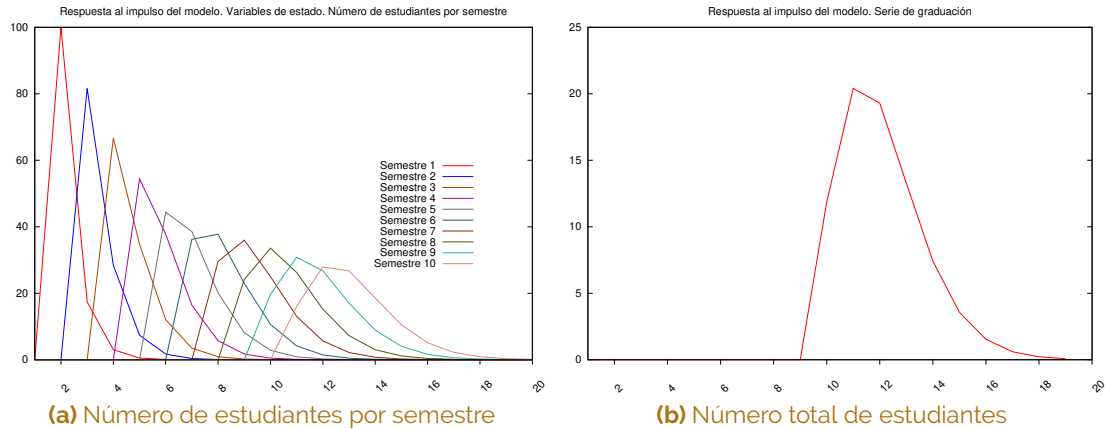 Respuesta al impulso del modelo. Variables de estado. Número de estudiantes por semestre
100
80
60
40
20
0
2
4
6
8
10
12
14
16
18
20
Semestre 1
Semestre 2
Semestre 3
Semestre 4
Semestre 5
Semestre 6
Semestre 7
Semestre 8
Semestre 9
Semestre 10
(a) Número de estudiantes por semestre
Respuesta al impulso del modelo. Serie de graduación
25
20
15
10
5
0
2
4
6
8
10
12
14
16
18
20
(b) Número total de estudiantes